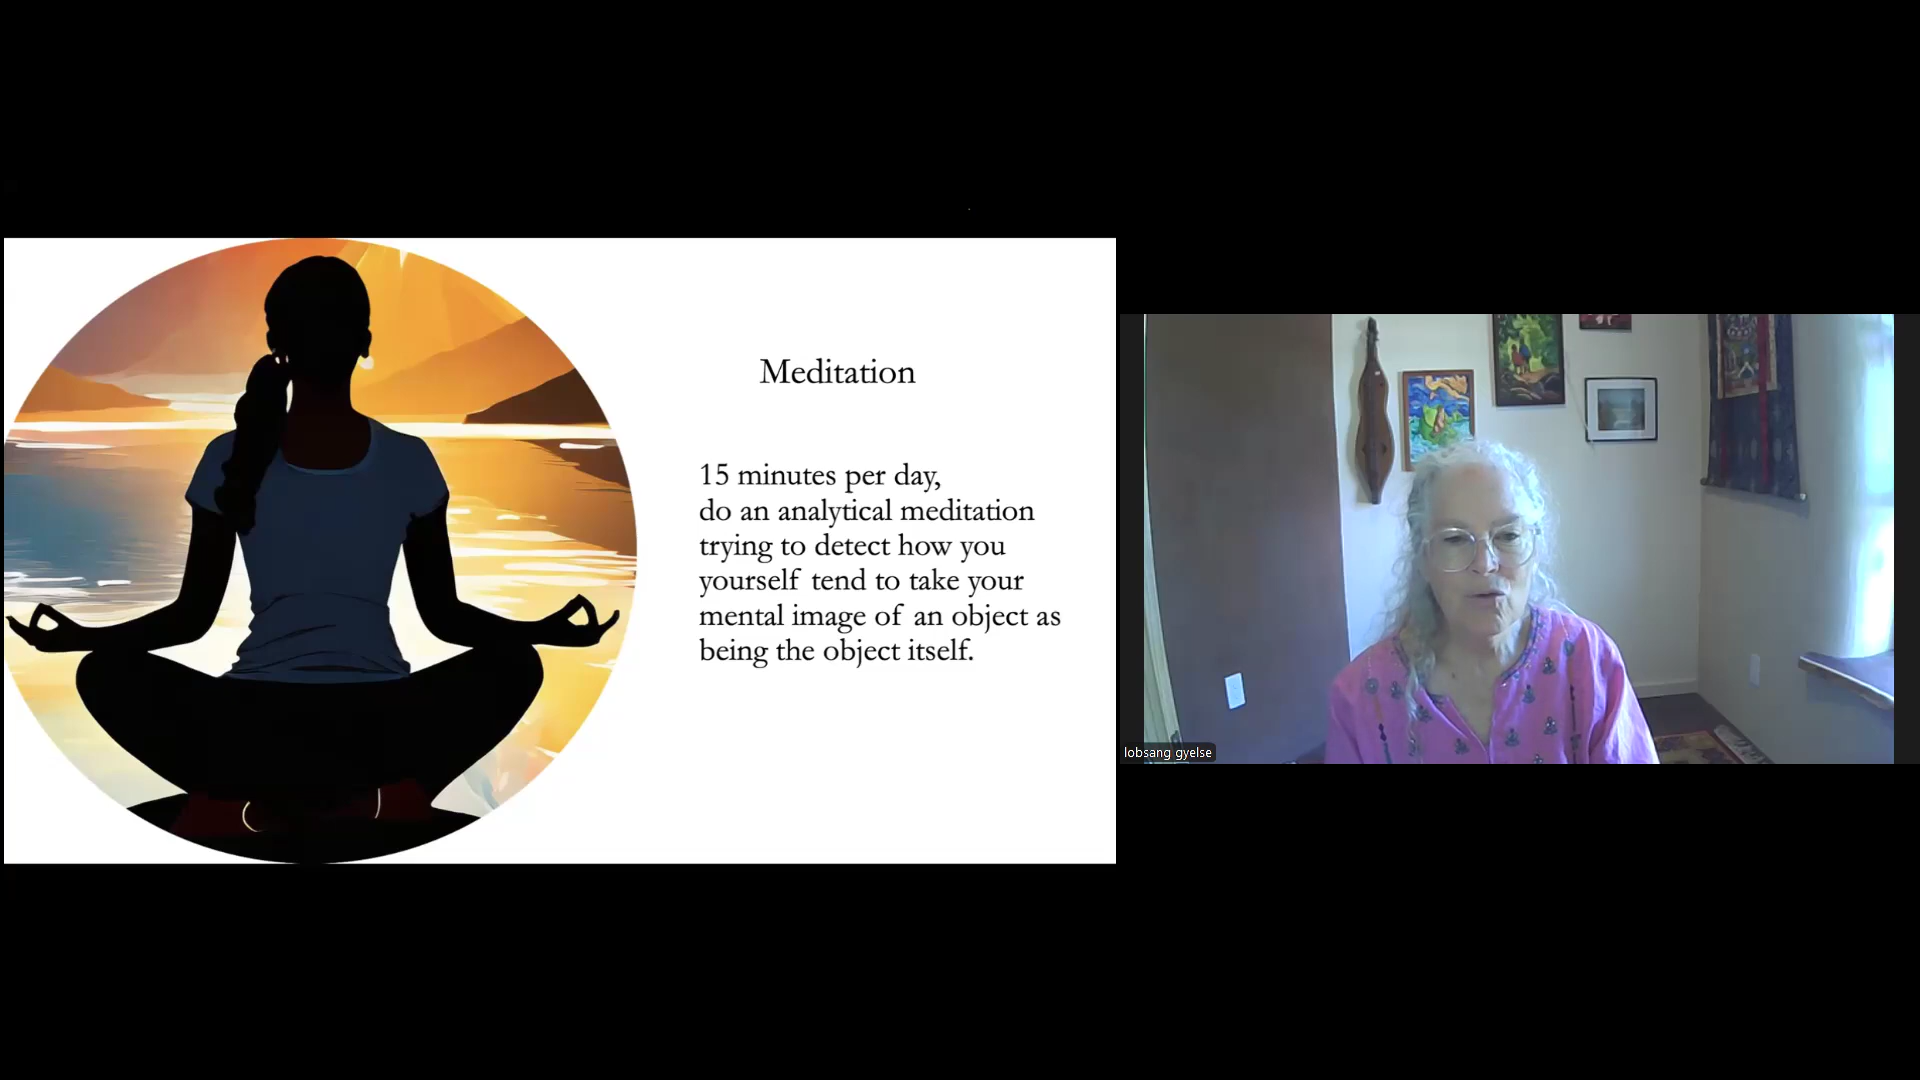 Meditation
15 minutes per day,
do an analytical meditation
trying to detect how you
yourself tend to take your
mental image of an object as
being the object itself.
lobsang gyelse